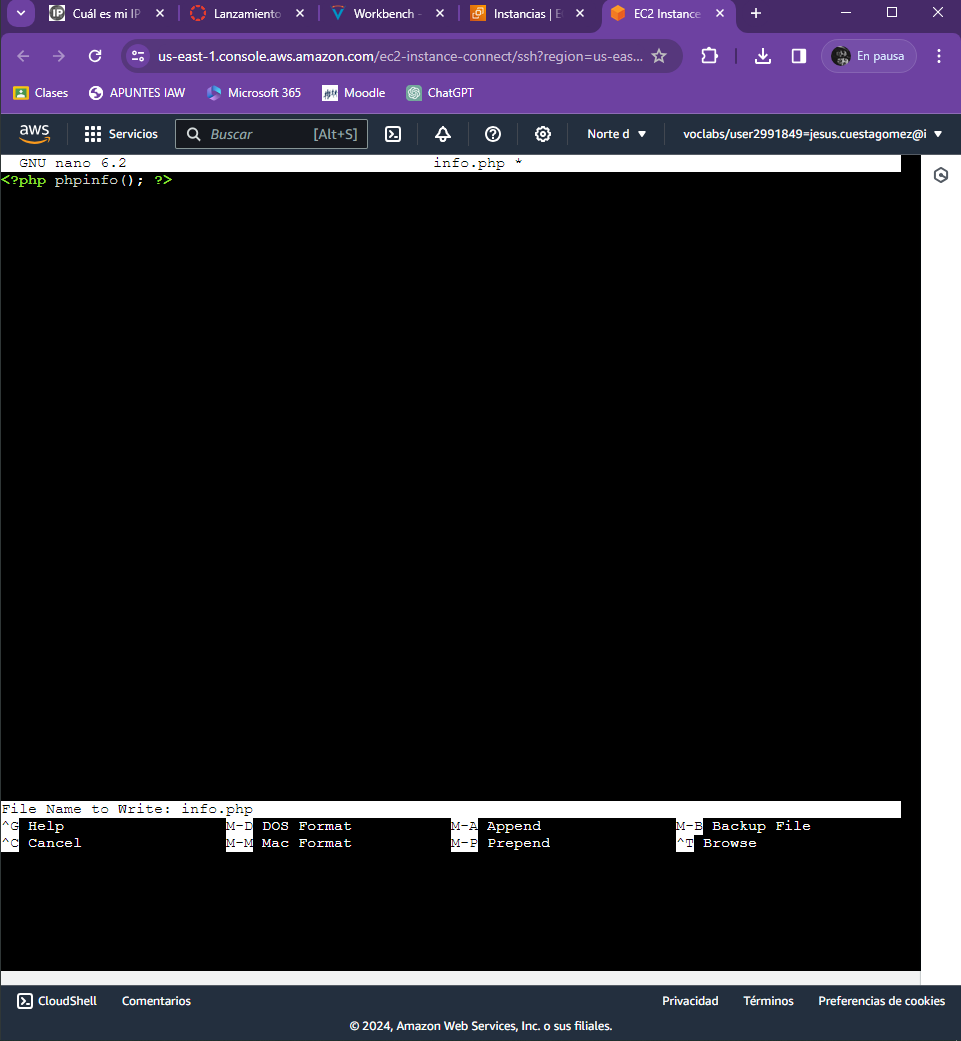 Cuál es mi IP
Lanzamiento
Workbench -
Instancias | E
EC2 Instance
us-east-1.console.aws.amazon.com/ec2-instance-connect/ssh?region=us-eas...
En pausa
Clases
APUNTES IAW
Microsoft 365
Moodle
ChatGPT
aws
Servicios
Buscar
[Alt+S]
Norte d
voclabs/user2991849=jesus.cuestagomez@i
GNU nano 6.2 info.php *
<?php phpinfo(); ?>
File Name to Write: info.php
^G Help M-D DOS Format M-A Append M-B Backup File
^C Cancel M-M Mac Format M-P Prepend ^T Browse
CloudShell Comentarios Privacidad Términos Preferencias de cookies
© 2024, Amazon Web Services, Inc. o sus filiales.